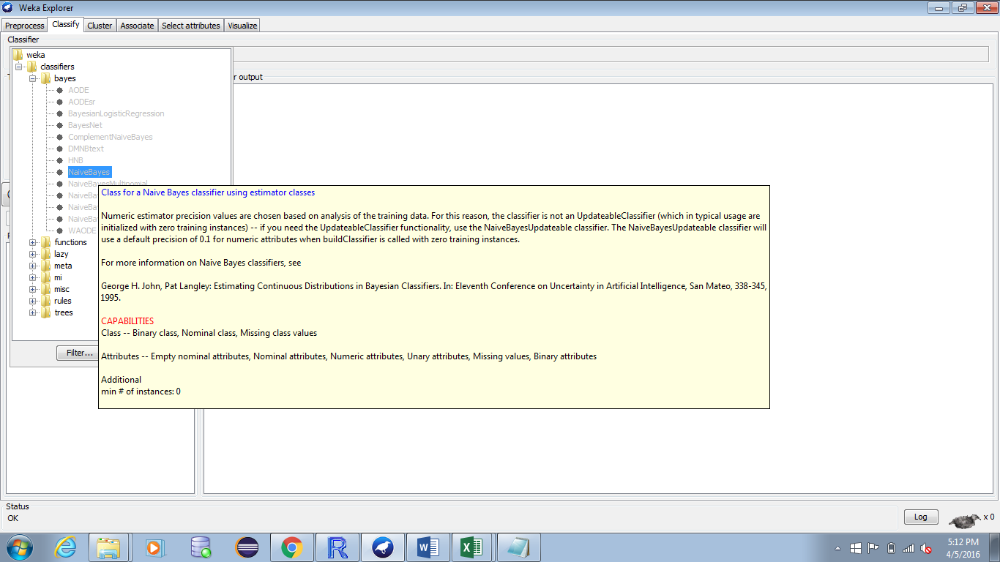 Weka Explorer
Preprocess Classify Cluster Associate Select attributes Visualize
Classifier
weka
classifiers
r output
bayes
AODE
AODEsr
BayesianLogisticRegression
BayesNet
ComplementNaiveBayes
DMNBtext
HNB
NaiveBayes
NaiveBayesMultinomial
NaiveBa
NaiveBa
NaiveBa
WAODE
functions
lazy
meta
mi
misc
rules
trees
Filter...
Class for a Naive Bayes classifier using estimator classes
Numeric estimator precision values are chosen based on analysis of the training data. For this reason, the classifier is not an UpdateableClassifier (which in typical usage are
initialized with zero training instances) -- if you need the UpdateableClassifier functionality, use the NaiveBayesUpdateable classifier. The NaiveBayesUpdateable classifier will
use a default precision of 0.1 for numeric attributes when buildClassifier is called with zero training instances.
For more information on Naive Bayes classifiers, see
George H. John, Pat Langley: Estimating Continuous Distributions in Bayesian Classifiers. In: Eleventh Conference on Uncertainty in Artificial Intelligence, San Mateo, 338-345,
1995.
CAPABILITIES
Class -- Binary class, Nominal class, Missing class values
Attributes -- Empty nominal attributes, Nominal attributes, Numeric attributes, Unary attributes, Missing values, Binary attributes
Additional
min # of instances: 0
Status
OK
Log
x 0
5:12 PM
4/5/2016